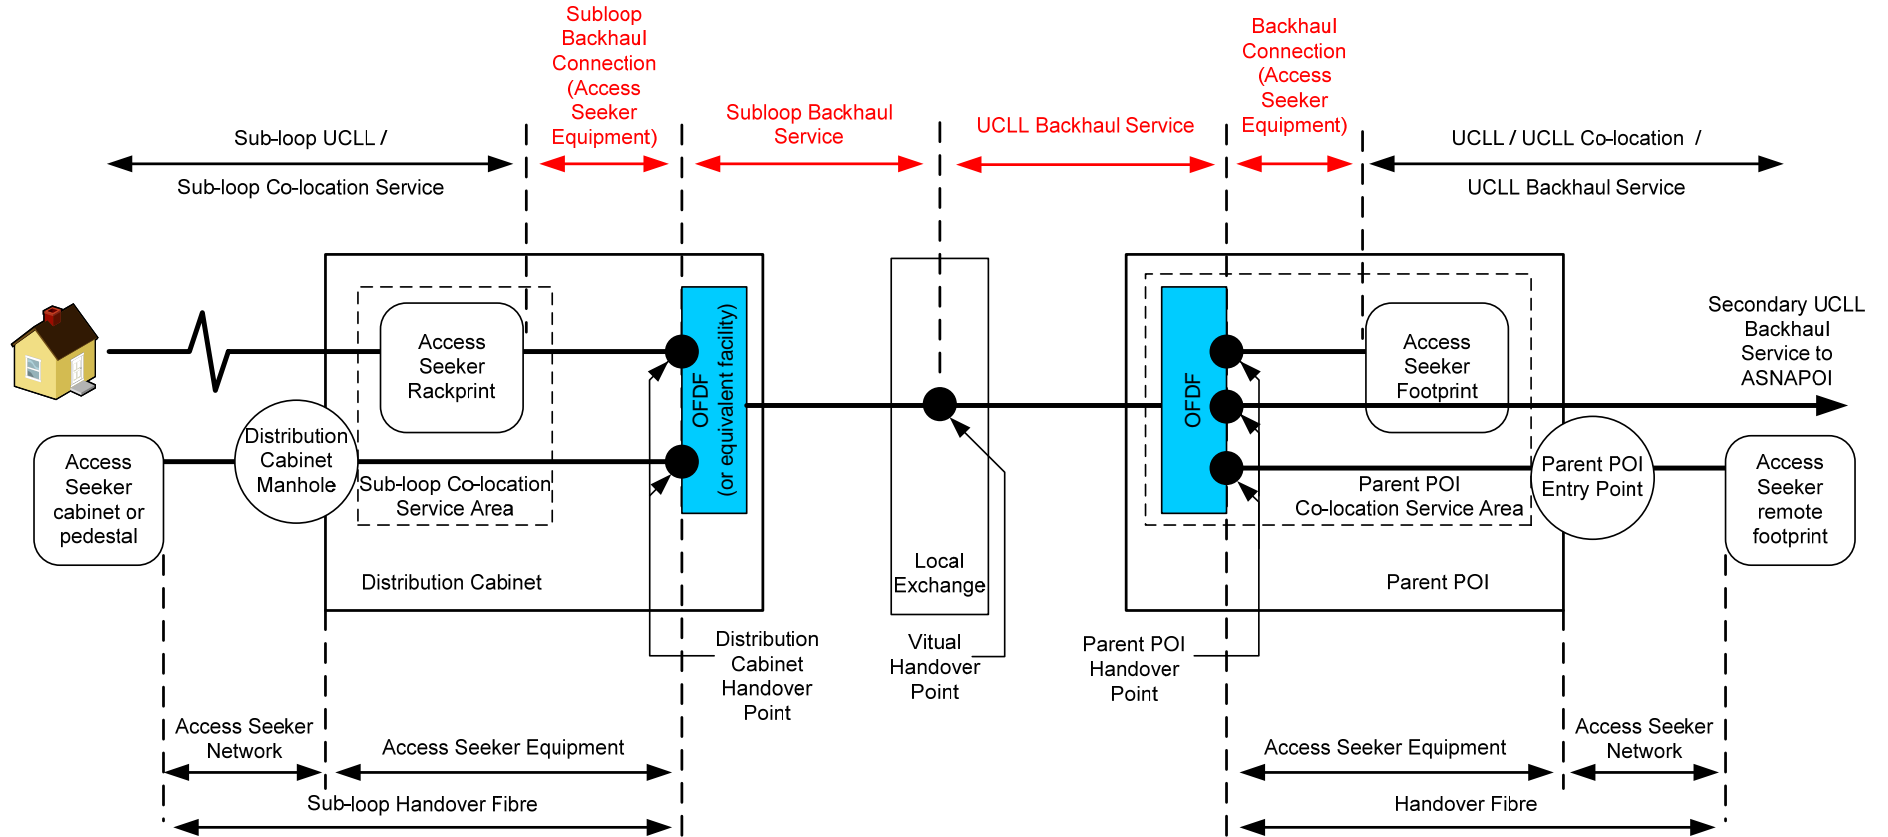 Subloop
Backhaul
Connection
(Access
Seeker
Equipment)
Backhaul
Connection
(Access
Seeker
Equipment)
Sub-loop UCLL /
Sub-loop Co-location Service
Subloop Backhaul
Service
UCLL Backhaul Service
UCLL / UCLL Co-location /
UCLL Backhaul Service
Access
Seeker
Rackprint
OFDF
(or equivalent facility)
OFDF
Access
Seeker
Footprint
Secondary UCLL
Backhaul
Service to
ASNAPOI
Access
Seeker
cabinet or
pedestal
Distribution
Cabinet
Manhole
Sub-loop Co-location
Service Area
Parent POI
Co-location Service Area
Parent POI
Entry Point
Access
Seeker
remote
footprint
Distribution Cabinet
Local
Exchange
Parent POI
Distribution
Cabinet
Handover
Point
Vitual
Handover
Point
Parent POI
Handover
Point
Access Seeker
Network
Access Seeker Equipment
Access Seeker Equipment
Access Seeker
Network
Sub-loop Handover Fibre
Handover Fibre